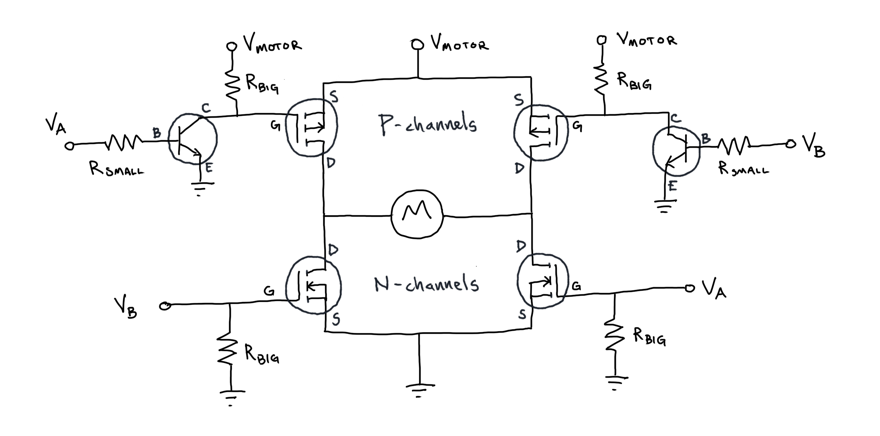 VMOTOR
VMOTOR
VMOTOR
RBIG
RBIG
S
S
VA
C
G
P-channels
G
C
B
B
VB
RSMALL
E
D
D
E
RSMALL
M
D
D
G
N-channels
G
VB
VA
S
S
RBIG
RBIG